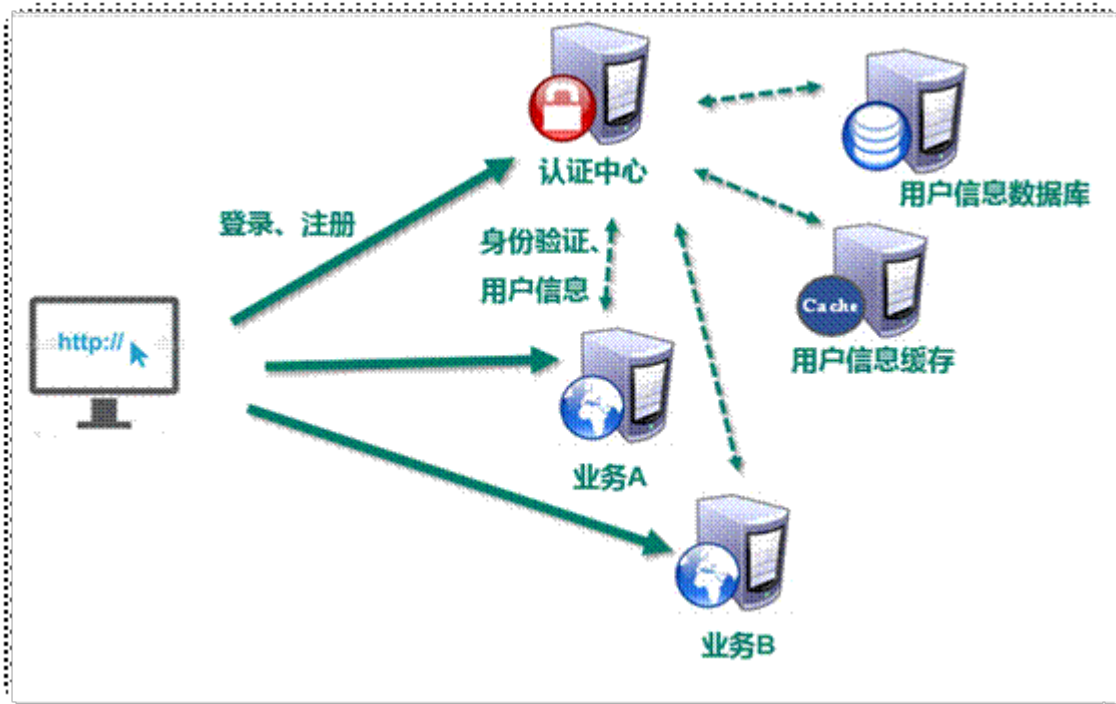 认证中心
用户信息数据库
登录、注册
身份验证、
用户信息
Cache
用户信息缓存
http://
业务A
业务B